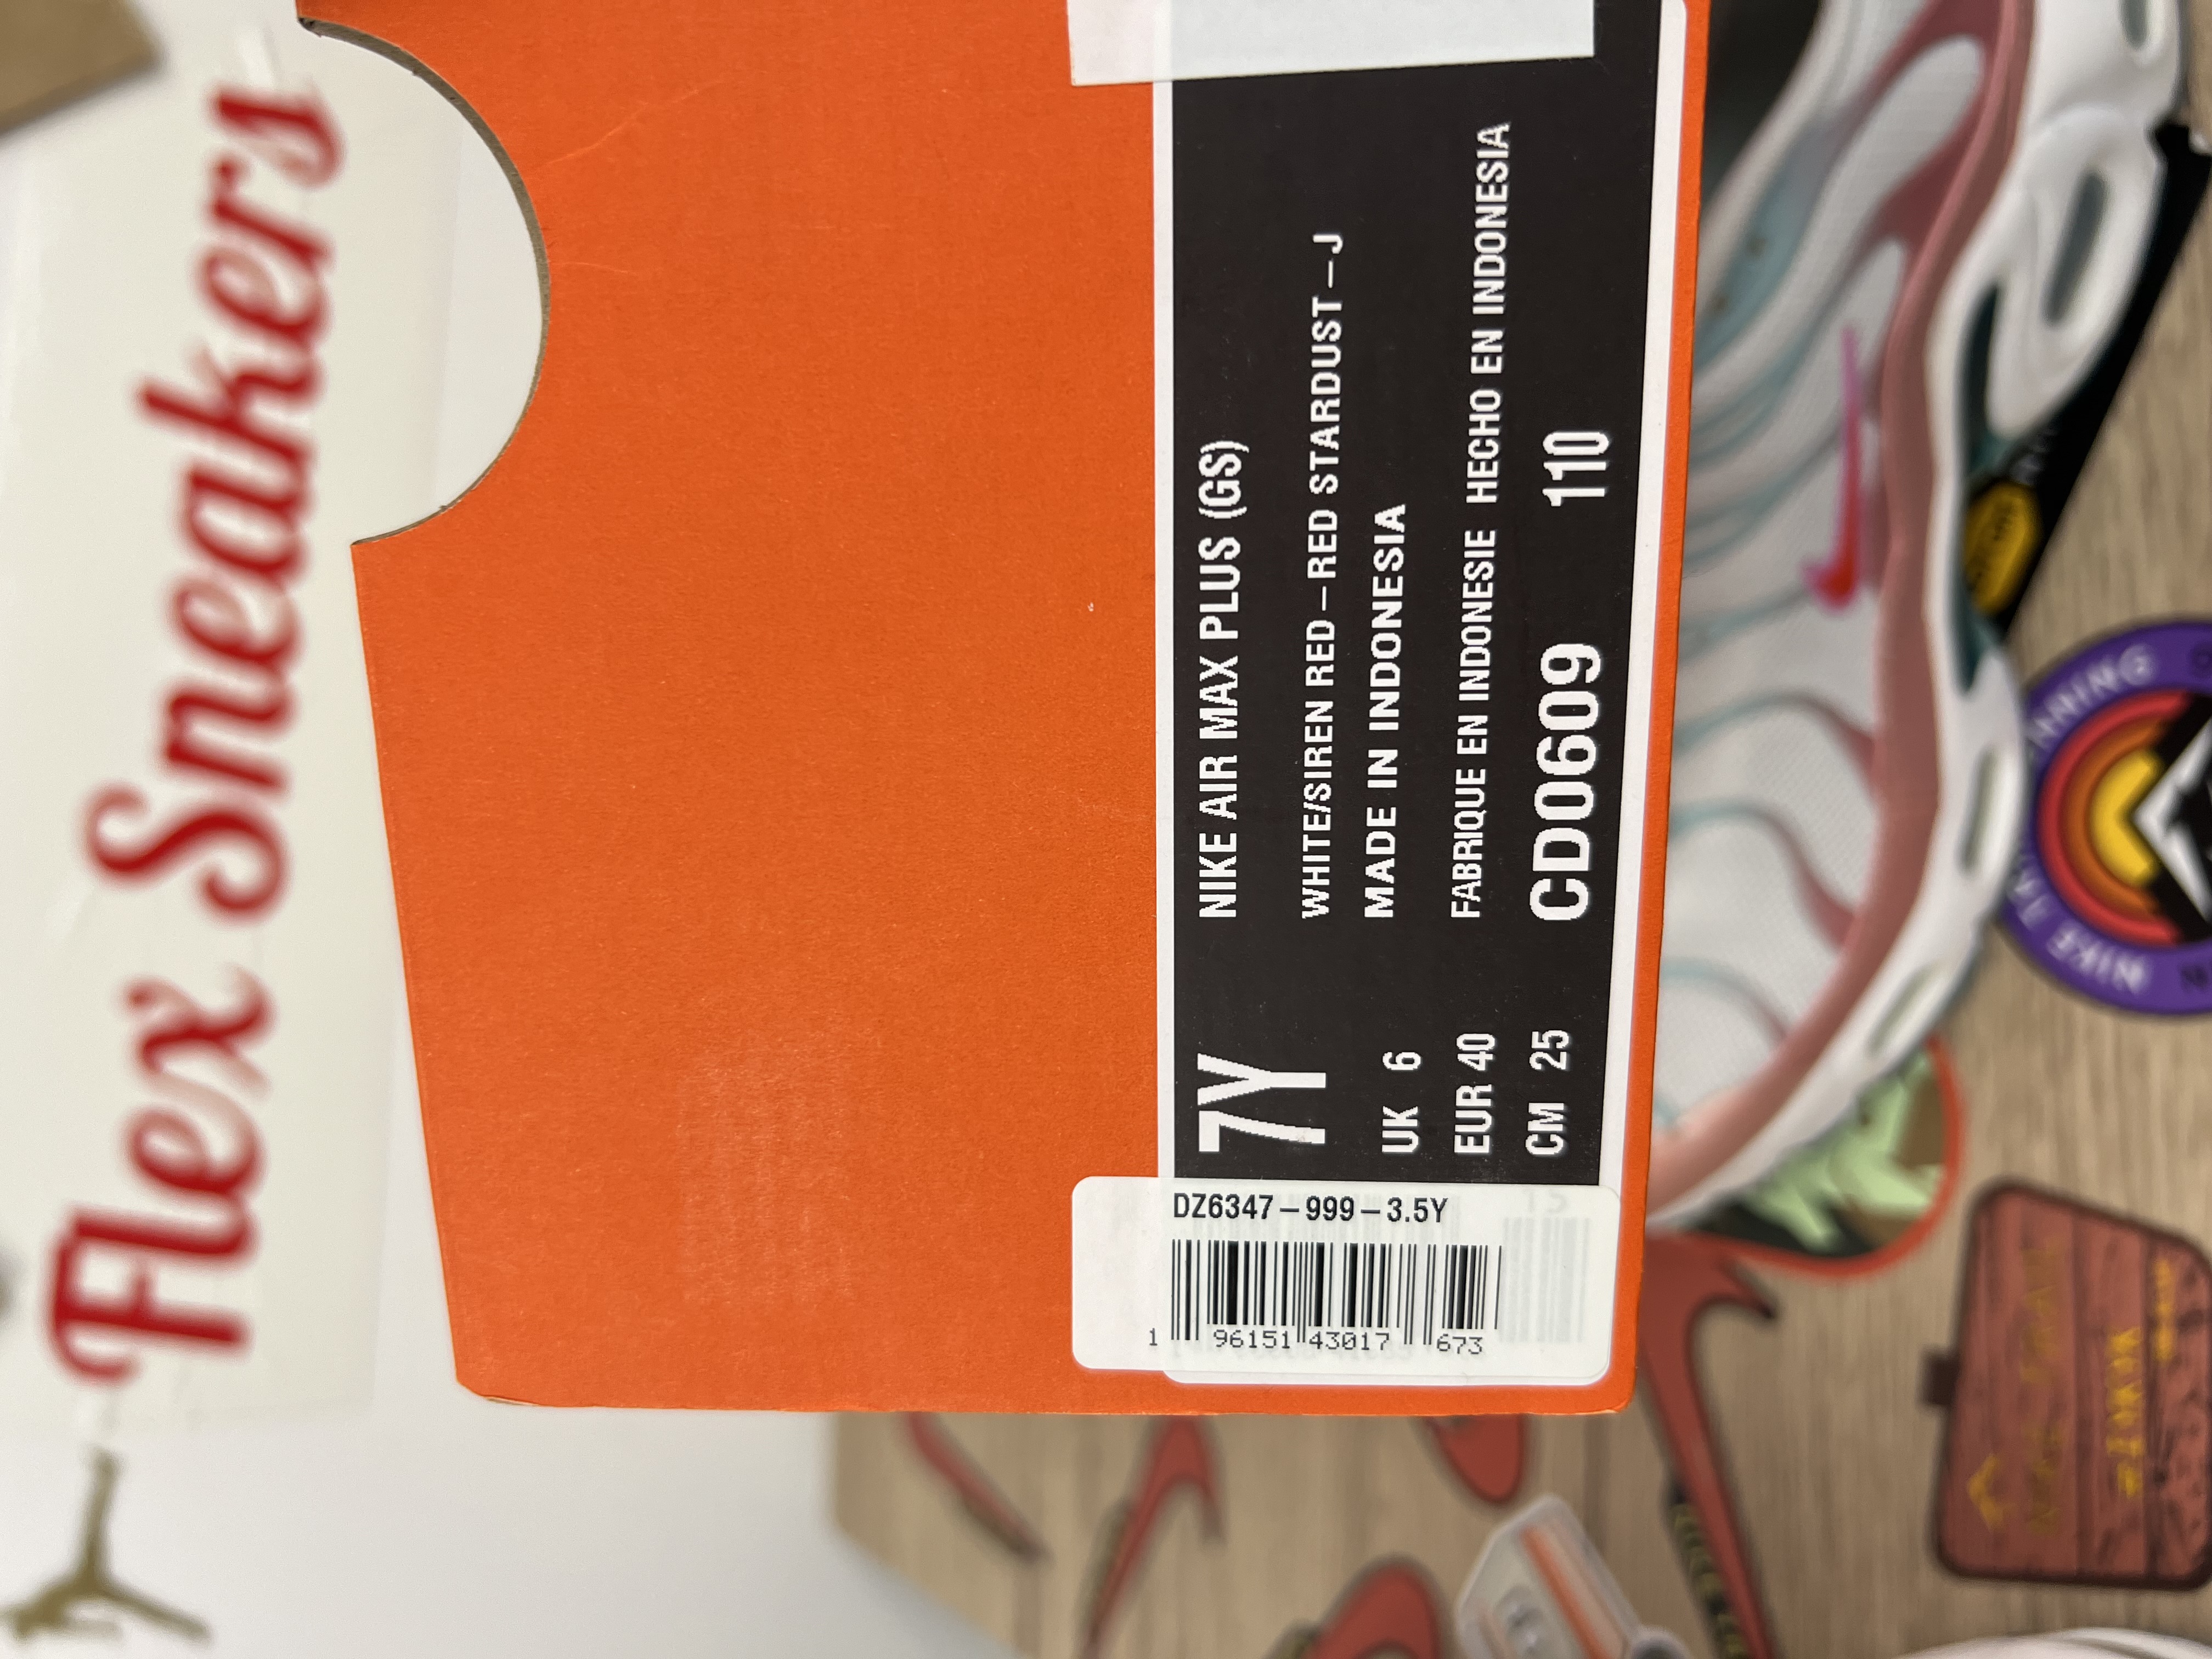 Flex Sneakers
DZ6347-999-3.5Y
1 96151 43017 673
7Y
UK 6
EUR 40
CM 25
NIKE AIR MAX PLUS (GS)
WHITE/SIREN RED-RED STARDUST-J
MADE IN INDONESIA
FABRIQUE EN INDONESIE HECHO EN INDONESIA
CD0609 110
NIKE TRAIL